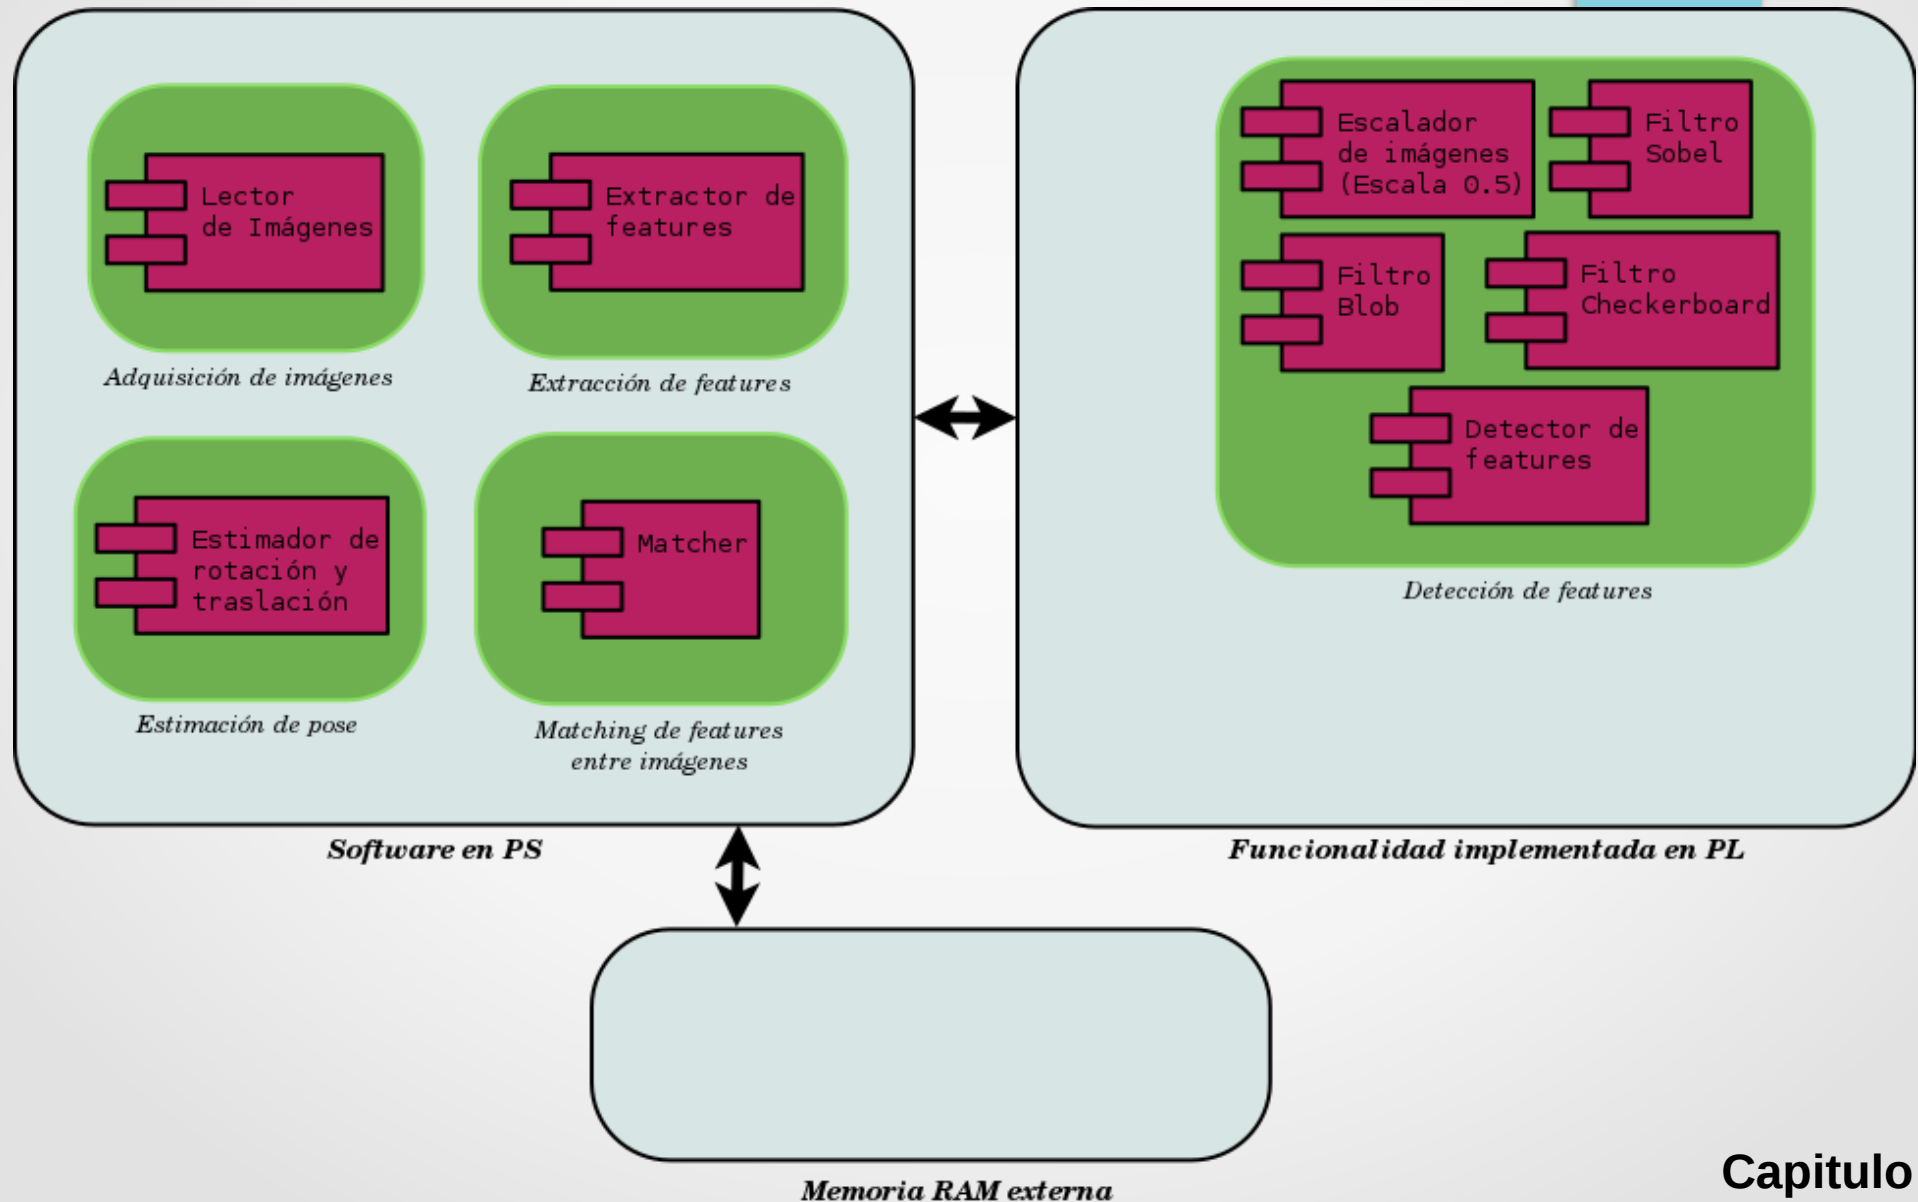 Lector
de Imágenes
Adquisición de imágenes
Extractor de
features
Extracción de features
Estimador de
rotación y
traslación
Estimación de pose
Matcher
Matching de features
entre imágenes
Software en PS
Escalador
de imágenes
(Escala 0.5)
Filtro
Sobel
Filtro
Blob
Filtro
Checkerboard
Detector de
features
Detección de features
Funcionalidad implementada en PL
Memoria RAM externa
Capitulo